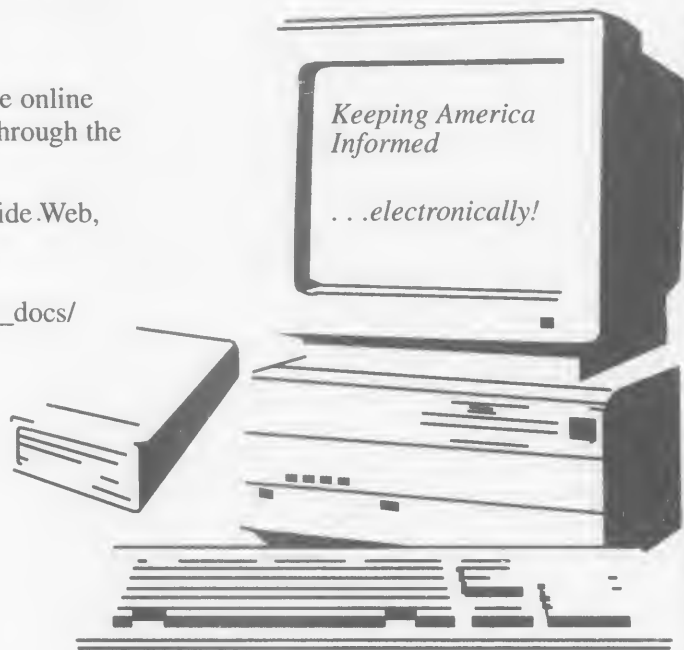 e online
hrough the
ide Web,
_docs/
Keeping America
Informed
. . .electronically!